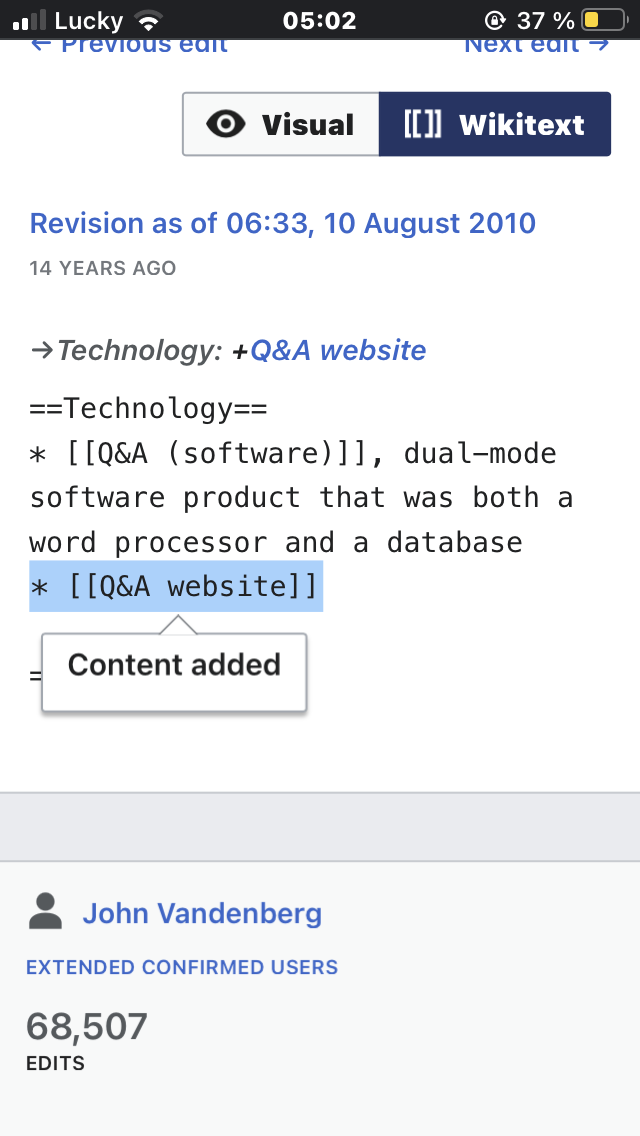 Lucky 05:02 37 %
← Previous edit Next edit →
Visual [[]] Wikitext
Revision as of 06:33, 10 August 2010
14 YEARS AGO
→Technology: +Q&A website
==Technology==
* [[Q&A (software)]], dual-mode
software product that was both a
word processor and a database
* [[Q&A website]]
Content added
=
John Vandenberg
EXTENDED CONFIRMED USERS
68,507
EDITS